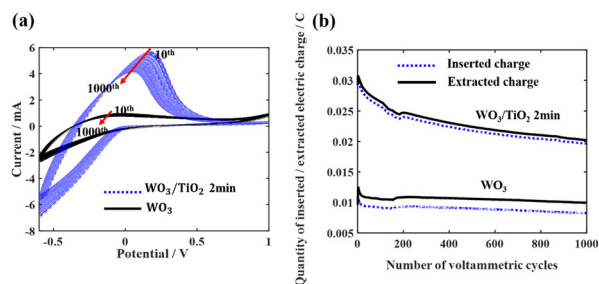 (a)
6
4
2
0
-2
-4
-6
-8
Current / mA
10th
1000th
10th
1000th
WO3/TiO2 2min
WO3
-0.5
0
0.5
1
Potential / V
(b)
Quantity of inserted / extracted electric charge / C
0.035
0.03
0.025
0.02
0.015
0.01
0.005
Inserted charge
Extracted charge
WO3/TiO2 2min
WO3
0
200
400
600
800
1000
Number of voltammetric cycles